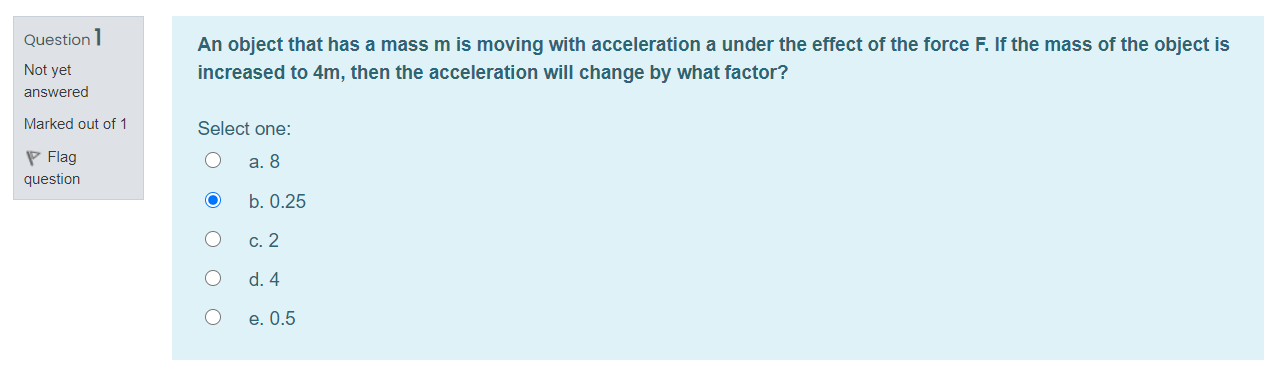 Question 1
Not yet
answered
Marked out of 1
Flag
question
An object that has a mass m is moving with acceleration a under the effect of the force F. If the mass of the object is
increased to 4m, then the acceleration will change by what factor?
Select one:
a. 8
b. 0.25
c. 2
d. 4
e. 0.5